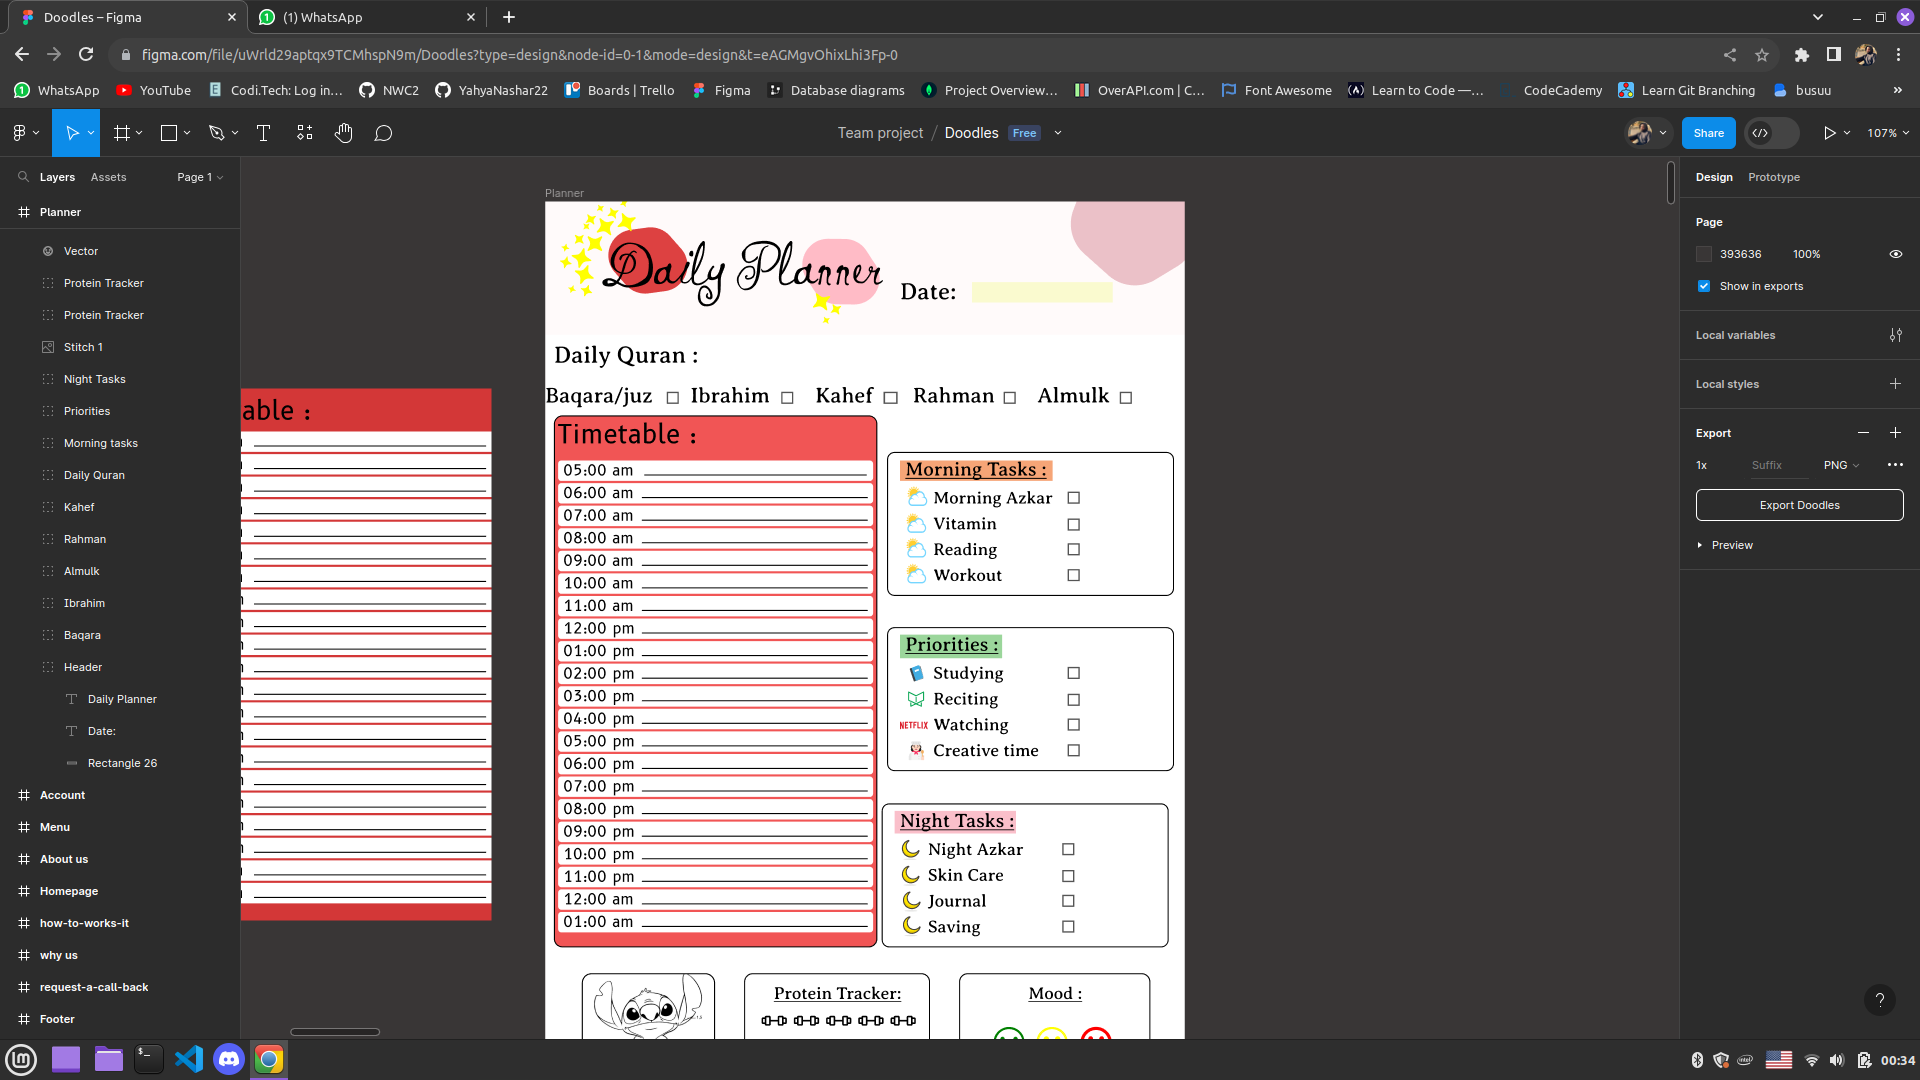 Doodles – Figma
(1) WhatsApp
figma.com/file/uWrld29aptqx9TCMhspN9m/Doodles?type=design&node-id=0-1&mode=design&t=eAGMgvOhixLhi3Fp-0
WhatsApp YouTube Codi.Tech: Log in... NWC2 YahyaNashar22 Boards | Trello Figma Database diagrams Project Overview... OverAPI.com | C... Font Awesome Learn to Code —... CodeCademy Learn Git Branching busuu »
Team project / Doodles Free
Share
107%
Layers Assets Page 1
Planner
Vector
Protein Tracker
Protein Tracker
Stitch 1
Night Tasks
Priorities
Morning tasks
Daily Quran
Kahef
Rahman
Almulk
Ibrahim
Baqara
Header
Daily Planner
Date:
Rectangle 26
Account
Menu
About us
Homepage
how-to-works-it
why us
request-a-call-back
Footer
able :
Planner
Daily Planner
Date:
Daily Quran :
Baqara/juz Ibrahim Kahef Rahman Almulk
Timetable :
05:00 am
06:00 am
07:00 am
08:00 am
09:00 am
10:00 am
11:00 am
12:00 pm
01:00 pm
02:00 pm
03:00 pm
04:00 pm
05:00 pm
06:00 pm
07:00 pm
08:00 pm
09:00 pm
10:00 pm
11:00 pm
12:00 am
01:00 am
Morning Tasks :
Morning Azkar
Vitamin
Reading
Workout
Priorities :
Studying
Reciting
NETFLIX Watching
Creative time
Night Tasks :
Night Azkar
Skin Care
Journal
Saving
Protein Tracker:
Mood :
Design Prototype
Page
393636 100%
Show in exports
Local variables
Local styles
Export
1x Suffix PNG
Export Doodles
Preview
?
00:34